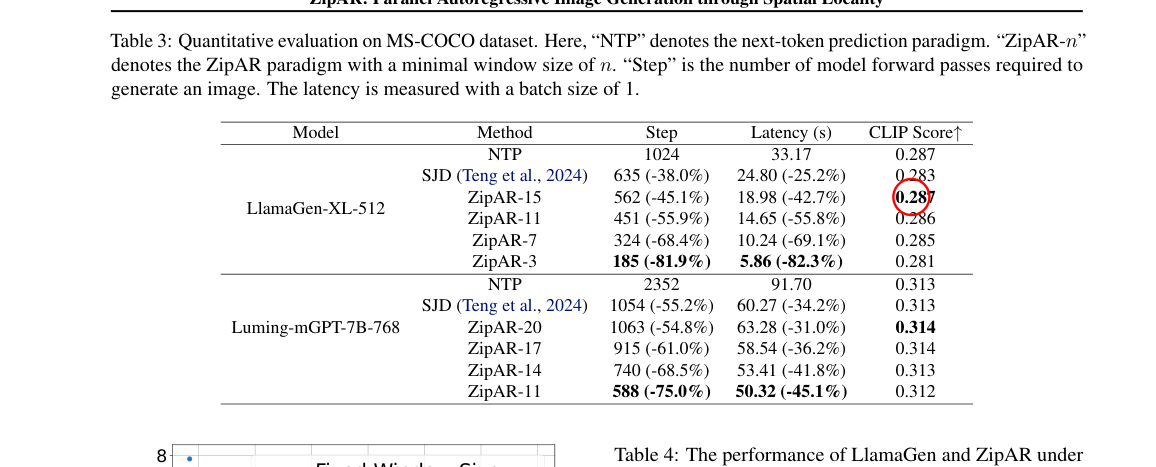 ZipAR: Parallel Autoregressive Image Generation through Spatial Locality
Table 3: Quantitative evaluation on MS-COCO dataset. Here, “NTP” denotes the next-token prediction paradigm. “ZipAR-n”
denotes the ZipAR paradigm with a minimal window size of n. “Step” is the number of model forward passes required to
generate an image. The latency is measured with a batch size of 1.
Model Method Step Latency (s) CLIP Score↑
NTP 1024 33.17 0.287
SJD (Teng et al., 2024) 635 (-38.0%) 24.80 (-25.2%) 0.283
ZipAR-15 562 (-45.1%) 18.98 (-42.7%) 0.287
LlamaGen-XL-512
ZipAR-11 451 (-55.9%) 14.65 (-55.8%) 0.286
ZipAR-7 324 (-68.4%) 10.24 (-69.1%) 0.285
ZipAR-3 185 (-81.9%) 5.86 (-82.3%) 0.281
NTP 2352 91.70 0.313
SJD (Teng et al., 2024) 1054 (-55.2%) 60.27 (-34.2%) 0.313
Luming-mGPT-7B-768 ZipAR-20 1063 (-54.8%) 63.28 (-31.0%) 0.314
ZipAR-17 915 (-61.0%) 58.54 (-36.2%) 0.314
ZipAR-14 740 (-68.5%) 53.41 (-41.8%) 0.313
ZipAR-11 588 (-75.0%) 50.32 (-45.1%) 0.312
8
Fixed Window Size
Table 4: The performance of LlamaGen and ZipAR under